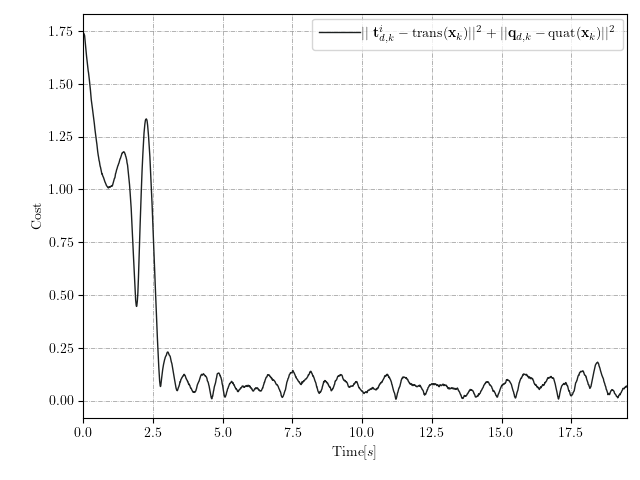 || t^i_{d,k} − trans(x_k)||^2 + ||q_{d,k} − quat(x_k)||^2
1.75
1.50
1.25
1.00
0.75
0.50
0.25
0.00
Cost
0.0 2.5 5.0 7.5 10.0 12.5 15.0 17.5
Time[s]